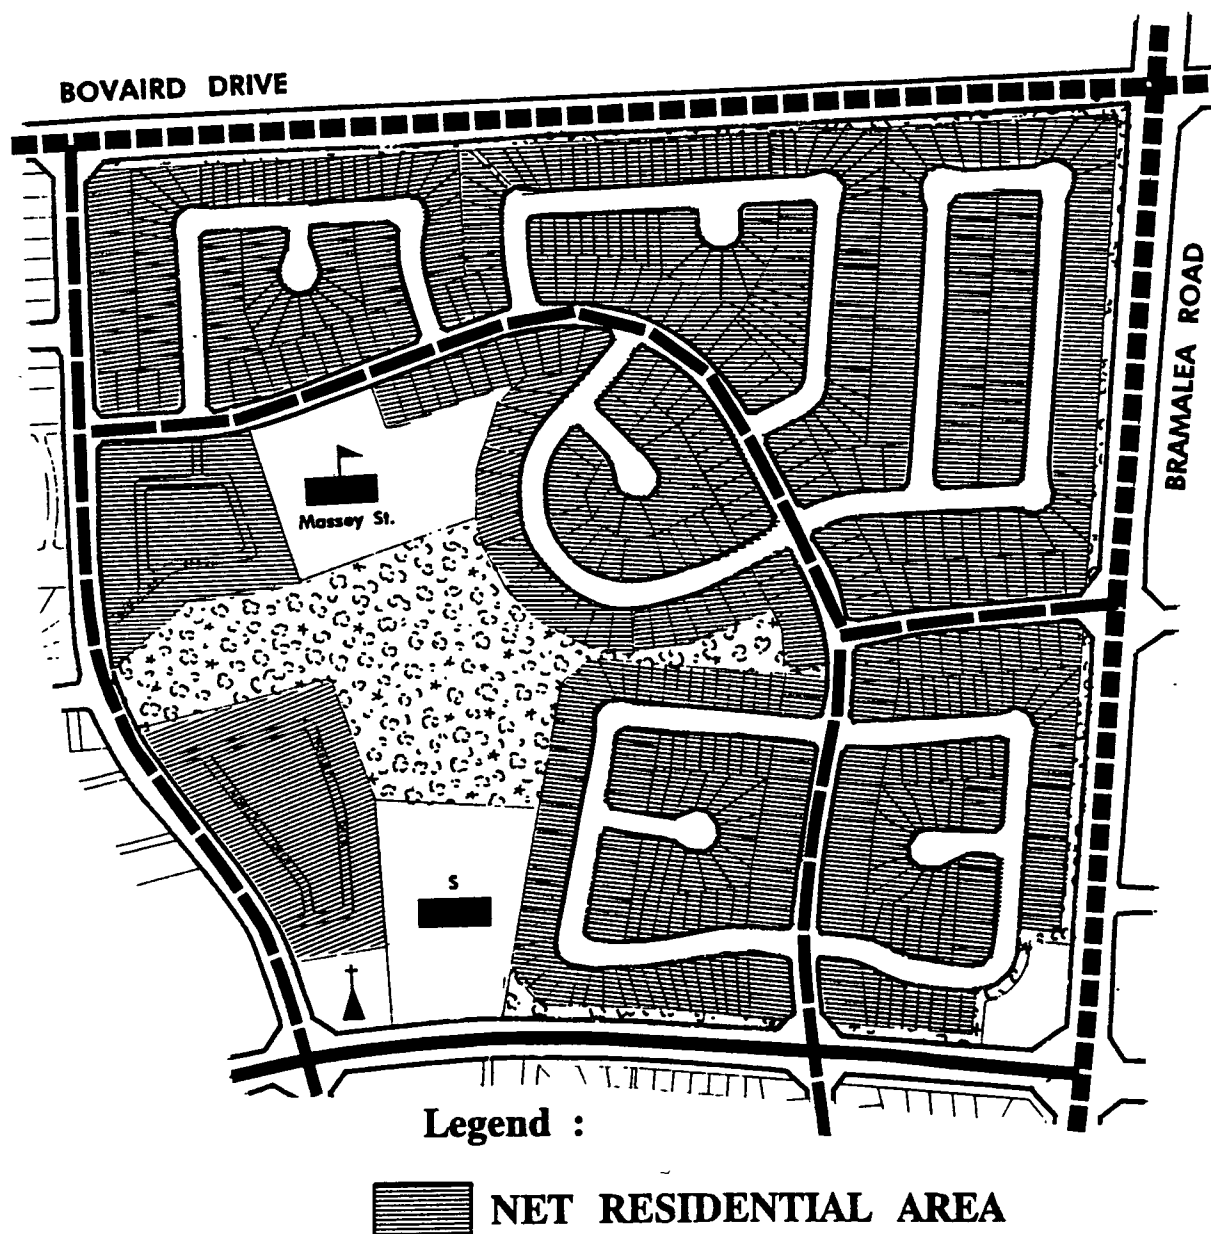 BOVAIRD DRIVE
BRAMALEA ROAD
Massey St.
S
Legend :
NET RESIDENTIAL AREA